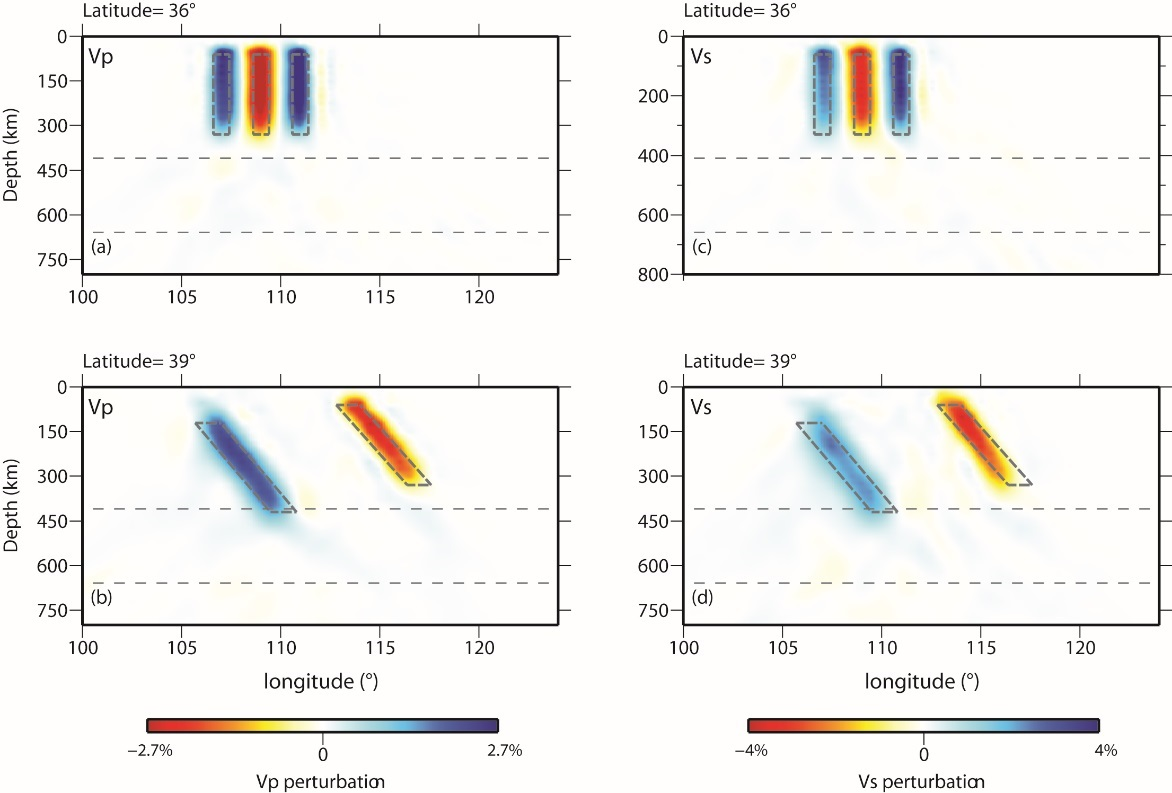 Latitude= 36°
Vp
0
150
300
450
600
750
Depth (km)
(a)
100
105
110
115
120
Latitude= 36°
Vs
0
200
400
600
800
(c)
Latitude= 39°
Vp
0
150
300
450
600
750
Depth (km)
(b)
100
105
110
115
120
longitude (°)
Latitude= 39°
Vs
0
150
300
450
600
750
(d)
100
105
110
115
120
longitude (°)
−2.7%
0
2.7%
Vp perturbation
−4%
0
4%
Vs perturbation